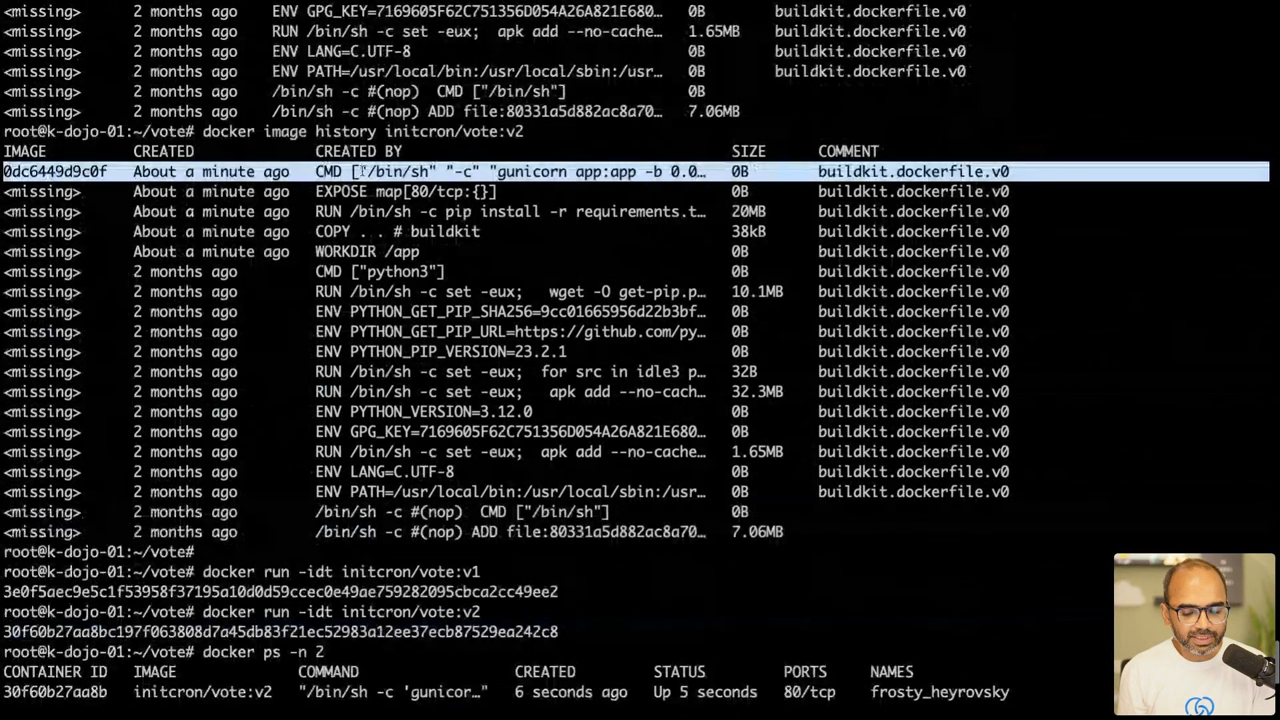 <missing>     2 months ago     ENV GPG_KEY=7169605F62C751356D054A26A821E680…   0B     buildkit.dockerfile.v0
<missing>     2 months ago     RUN /bin/sh -c set -eux;  apk add --no-cache…   1.65MB     buildkit.dockerfile.v0
<missing>     2 months ago     ENV LANG=C.UTF-8     0B     buildkit.dockerfile.v0
<missing>     2 months ago     ENV PATH=/usr/local/bin:/usr/local/sbin:/usr…   0B     buildkit.dockerfile.v0
<missing>     2 months ago     /bin/sh -c #(nop)  CMD ["/bin/sh"]     0B
<missing>     2 months ago     /bin/sh -c #(nop) ADD file:80331a5d882ac8a70…   7.06MB
root@k-dojo-01:~/vote# docker image history initcron/vote:v2
IMAGE     CREATED     CREATED BY     SIZE     COMMENT
0dc6449d9c0f   About a minute ago   CMD ["/bin/sh" "-c" "gunicorn app:app -b 0.0…   0B     buildkit.dockerfile.v0
<missing>     About a minute ago   EXPOSE map[80/tcp:{}]     0B     buildkit.dockerfile.v0
<missing>     About a minute ago   RUN /bin/sh -c pip install -r requirements.t…   20MB     buildkit.dockerfile.v0
<missing>     About a minute ago   COPY . . # buildkit     38kB     buildkit.dockerfile.v0
<missing>     About a minute ago   WORKDIR /app     0B     buildkit.dockerfile.v0
<missing>     2 months ago     CMD ["python3"]     0B     buildkit.dockerfile.v0
<missing>     2 months ago     RUN /bin/sh -c set -eux;   wget -O get-pip.p…   10.1MB     buildkit.dockerfile.v0
<missing>     2 months ago     ENV PYTHON_GET_PIP_SHA256=9cc01665956d22b3bf…   0B     buildkit.dockerfile.v0
<missing>     2 months ago     ENV PYTHON_GET_PIP_URL=https://github.com/py…   0B     buildkit.dockerfile.v0
<missing>     2 months ago     ENV PYTHON_PIP_VERSION=23.2.1     0B     buildkit.dockerfile.v0
<missing>     2 months ago     RUN /bin/sh -c set -eux;  for src in idle3 p…   32B     buildkit.dockerfile.v0
<missing>     2 months ago     RUN /bin/sh -c set -eux;   apk add --no-cach…   32.3MB     buildkit.dockerfile.v0
<missing>     2 months ago     ENV PYTHON_VERSION=3.12.0     0B     buildkit.dockerfile.v0
<missing>     2 months ago     ENV GPG_KEY=7169605F62C751356D054A26A821E680…   0B     buildkit.dockerfile.v0
<missing>     2 months ago     RUN /bin/sh -c set -eux;  apk add --no-cache…   1.65MB     buildkit.dockerfile.v0
<missing>     2 months ago     ENV LANG=C.UTF-8     0B     buildkit.dockerfile.v0
<missing>     2 months ago     ENV PATH=/usr/local/bin:/usr/local/sbin:/usr…   0B     buildkit.dockerfile.v0
<missing>     2 months ago     /bin/sh -c #(nop)  CMD ["/bin/sh"]     0B
<missing>     2 months ago     /bin/sh -c #(nop) ADD file:80331a5d882ac8a70…   7.06MB
root@k-dojo-01:~/vote#
root@k-dojo-01:~/vote# docker run -idt initcron/vote:v1
3e0f5aec9e5c1f53958f37195a10d0d59ccec0e49ae759282095cbca2cc49ee2
root@k-dojo-01:~/vote# docker run -idt initcron/vote:v2
30f60b27aa8bc197f063808d7a45db83f21ec52983a12ee37ecb87529ea242c8
root@k-dojo-01:~/vote# docker ps -n 2
CONTAINER ID   IMAGE     COMMAND     CREATED     STATUS     PORTS     NAMES
30f60b27aa8b   initcron/vote:v2   "/bin/sh -c 'gunicor…"   6 seconds ago   Up 5 seconds   80/tcp   frosty_heyrovsky